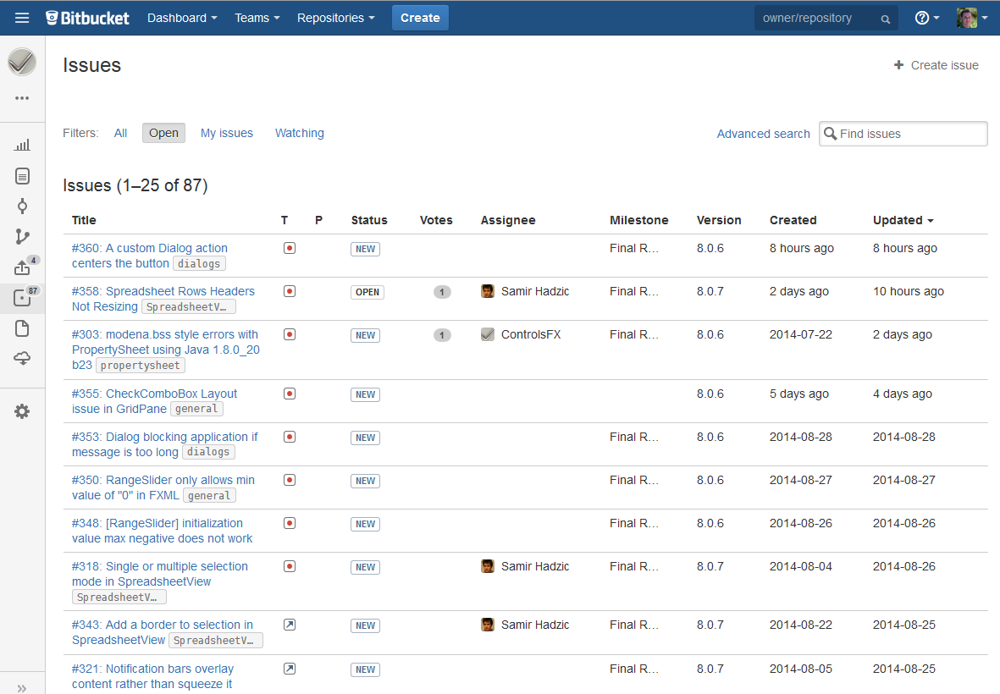 Bitbucket Dashboard Teams Repositories Create owner/repository ?
Issues
Create issue
Filters: All Open My issues Watching Advanced search Find issues
4
87
Issues (1–25 of 87)
Title T P Status Votes Assignee Milestone Version Created Updated
#360: A custom Dialog action NEW Final R… 8.0.6 8 hours ago 8 hours ago
centers the button dialogs
#358: Spreadsheet Rows Headers OPEN 1 Samir Hadzic Final R… 8.0.7 2 days ago 10 hours ago
Not Resizing SpreadsheetV…
#303: modena.bss style errors with NEW 1 ControlsFX Final R… 8.0.6 2014-07-22 2 days ago
PropertySheet using Java 1.8.0_20
b23 propertysheet
#355: CheckComboBox Layout NEW 8.0.6 5 days ago 4 days ago
issue in GridPane general
#353: Dialog blocking application if NEW Final R… 8.0.6 2014-08-28 2014-08-28
message is too long dialogs
#350: RangeSlider only allows min NEW Final R… 8.0.6 2014-08-27 2014-08-27
value of "0" in FXML general
#348: [RangeSlider] initialization NEW Final R… 8.0.6 2014-08-26 2014-08-26
value max negative does not work
#318: Single or multiple selection NEW Samir Hadzic Final R… 8.0.7 2014-08-04 2014-08-26
mode in SpreadsheetView
SpreadsheetV…
#343: Add a border to selection in NEW Samir Hadzic Final R… 8.0.7 2014-08-22 2014-08-25
SpreadsheetView SpreadsheetV…
#321: Notification bars overlay NEW Final R… 8.0.7 2014-08-05 2014-08-25
content rather than squeeze it